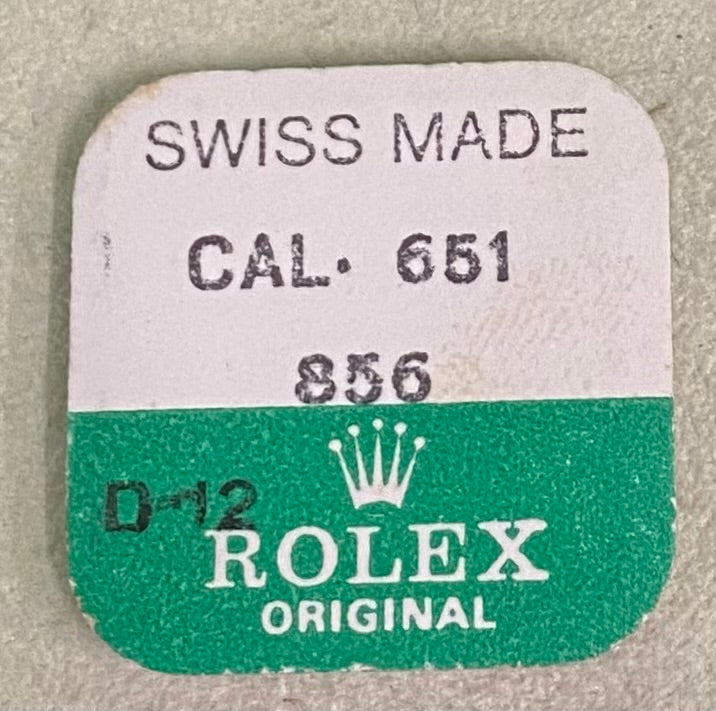 SWISS MADE
CAL. 651
856
D-12
ROLEX
ORIGINAL